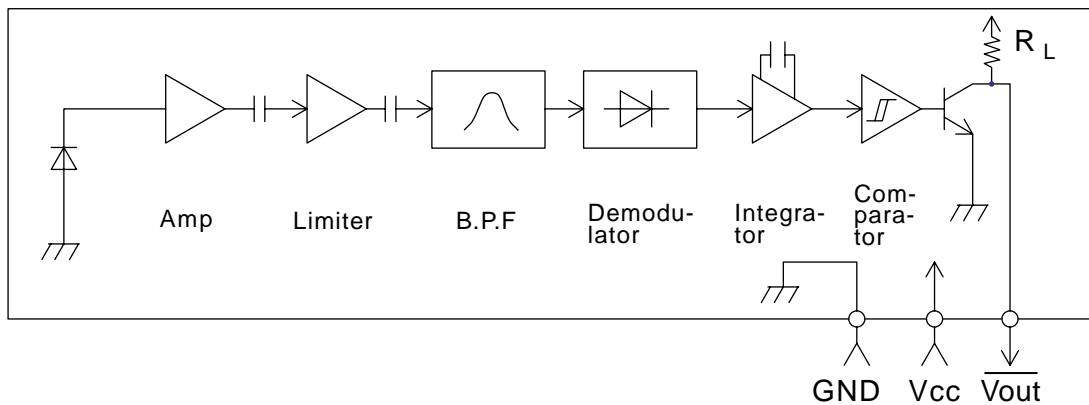 R L
Amp
Limiter
B.P.F
Demodu-
lator
Integra-
tor
Com-
para-
tor
GND
Vcc
Vout